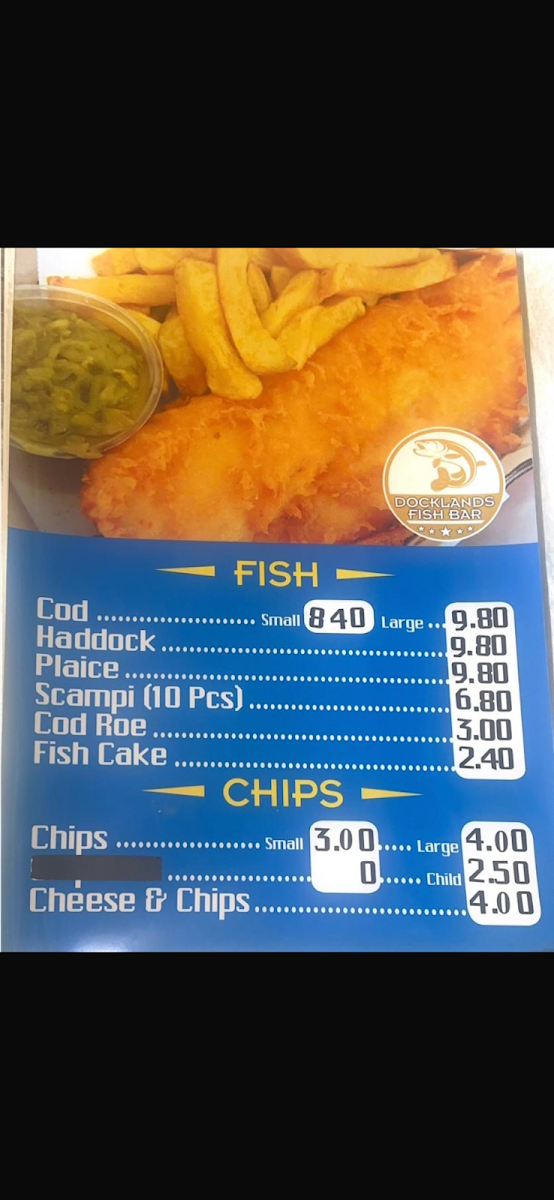 DOCKLANDS
FISH BAR
FISH
Cod .................... Small 8 40 Large ... 9.80
Haddock .................... 9.80
Plaice .................... 9.80
Scampi (10 Pcs) .................... 6.80
Cod Roe .................... 3.00
Fish Cake .................... 2.40
CHIPS
Chips .................... Small 3.00 ..... Large 4.00
.................... 0 ...... Child 2.50
Cheese & Chips .................... 4.00